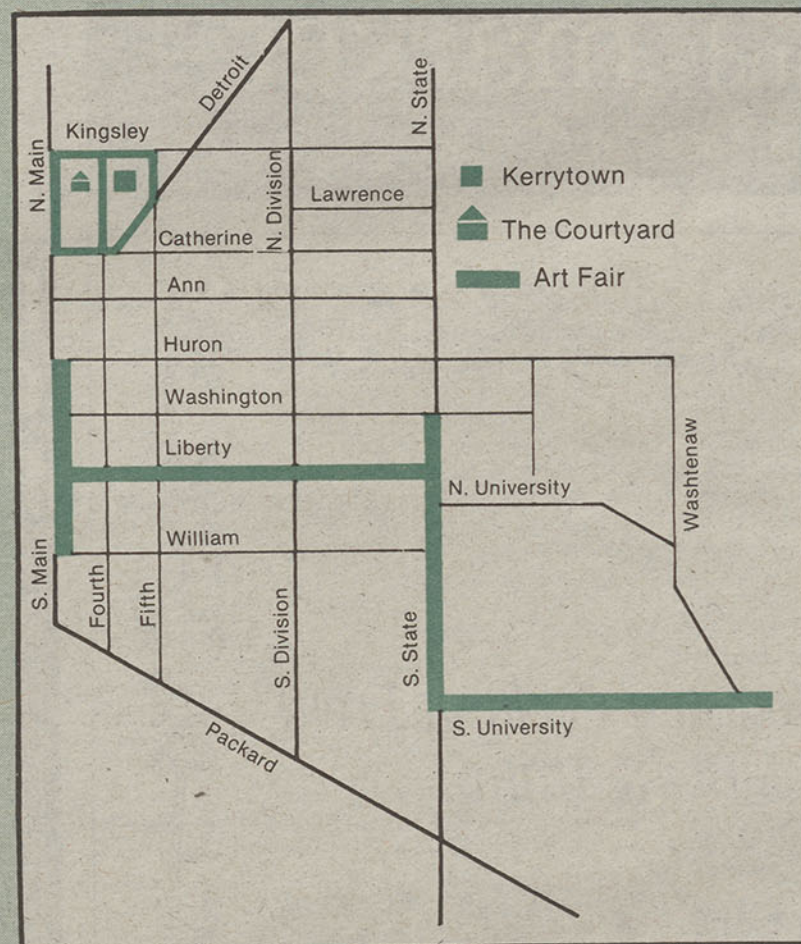 Detroit
N. State
Kingsley
N. Main
N. Division
Kerrytown
Lawrence
The Courtyard
Catherine
Art Fair
Ann
Huron
Washington
Liberty
Washtenaw
N. University
William
S. Main
Fourth
Fifth
S. Division
S. State
S. University
Packard